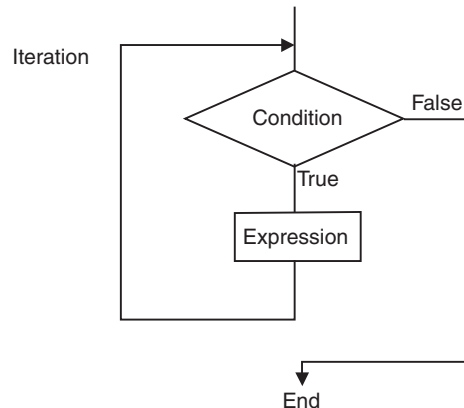 Iteration
False
Condition
True
Expression
End